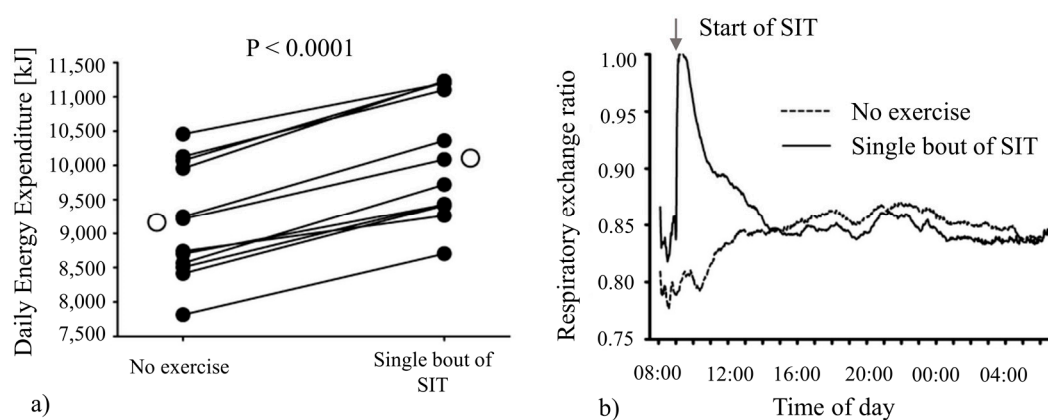 P < 0.0001
Daily Energy Expenditure [kJ]
11,500
11,000
10,500
10,000
9,500
9,000
8,500
8,000
7,500
No exercise
Single bout of
SIT
a)
Start of SIT
Respiratory exchange ratio
1.00
0.95
0.90
0.85
0.80
0.75
No exercise
Single bout of SIT
08:00 12:00 16:00 20:00 00:00 04:00
Time of day
b)